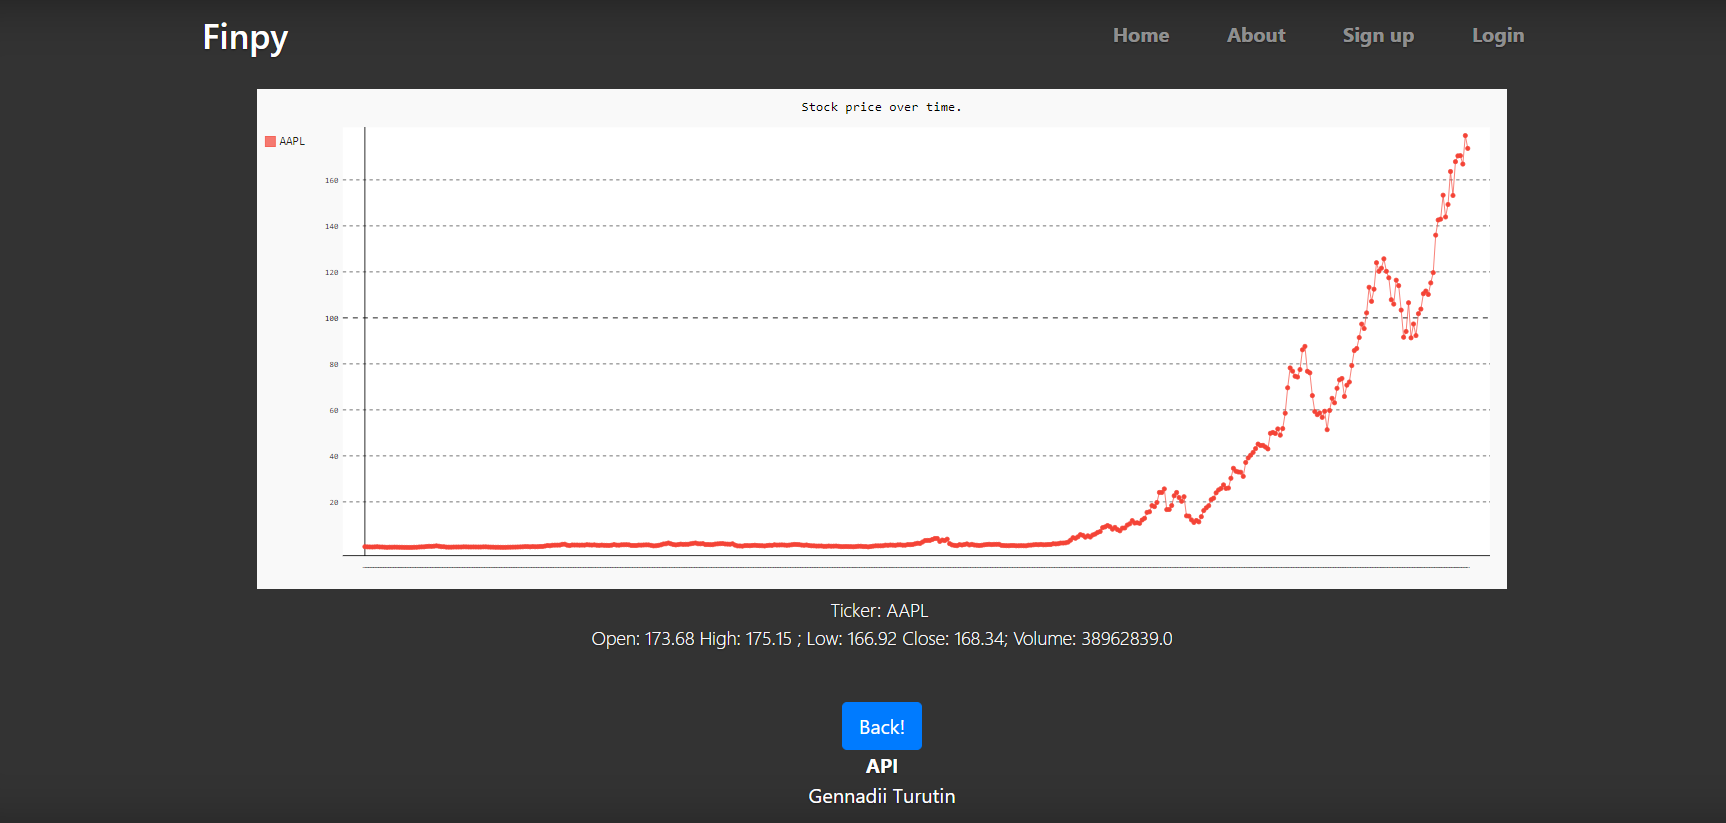 Finpy
Home About Sign up Login
Stock price over time.
AAPL
160
140
120
100
80
60
40
20
Ticker: AAPL
Open: 173.68 High: 175.15 ; Low: 166.92 Close: 168.34; Volume: 38962839.0
Back!
API
Gennadii Turutin